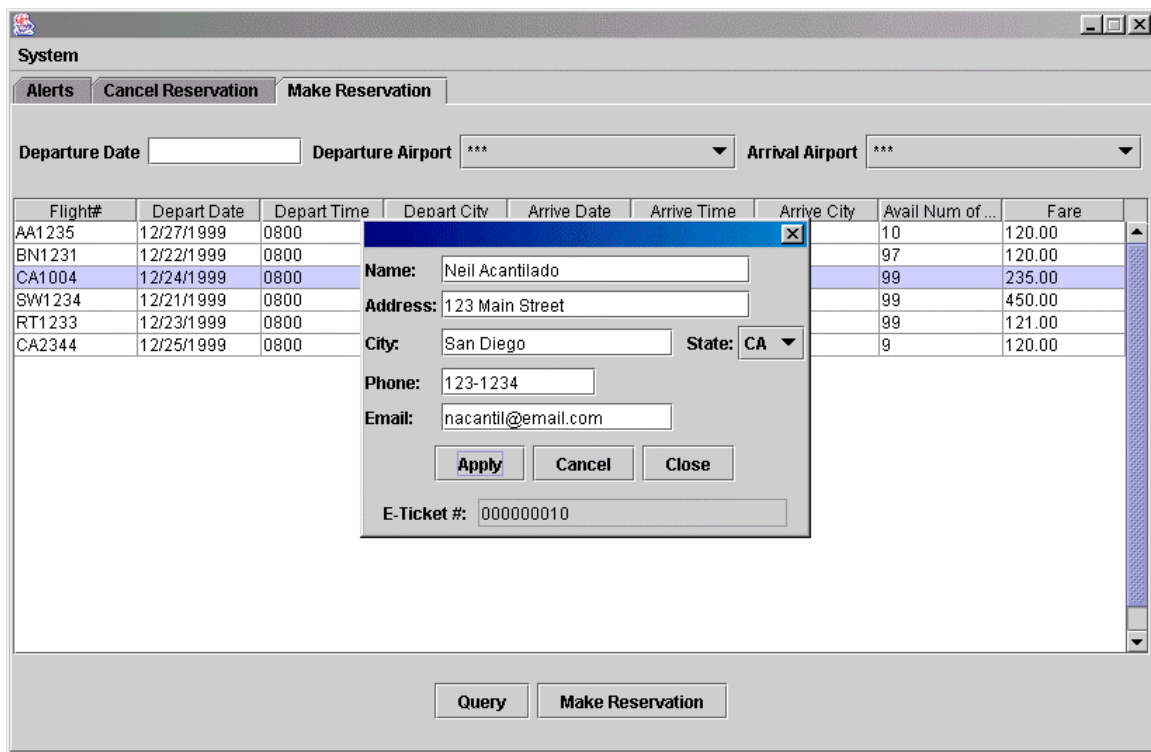 System
Alerts Cancel Reservation Make Reservation
Departure Date Departure Airport *** Arrival Airport ***
Flight# Depart Date Depart Time Depart City Arrive Date Arrive Time Arrive City Avail Num of ... Fare
AA1235 12/27/1999 0800 10 120.00
BN1231 12/22/1999 0800 97 120.00
CA1004 12/24/1999 0800 99 235.00
SW1234 12/21/1999 0800 99 450.00
RT1233 12/23/1999 0800 99 121.00
CA2344 12/25/1999 0800 9 120.00
Name: Neil Acantilado
Address: 123 Main Street
City: San Diego State: CA
Phone: 123-1234
Email: nacantil@email.com
Apply Cancel Close
E-Ticket #: 000000010
Query Make Reservation